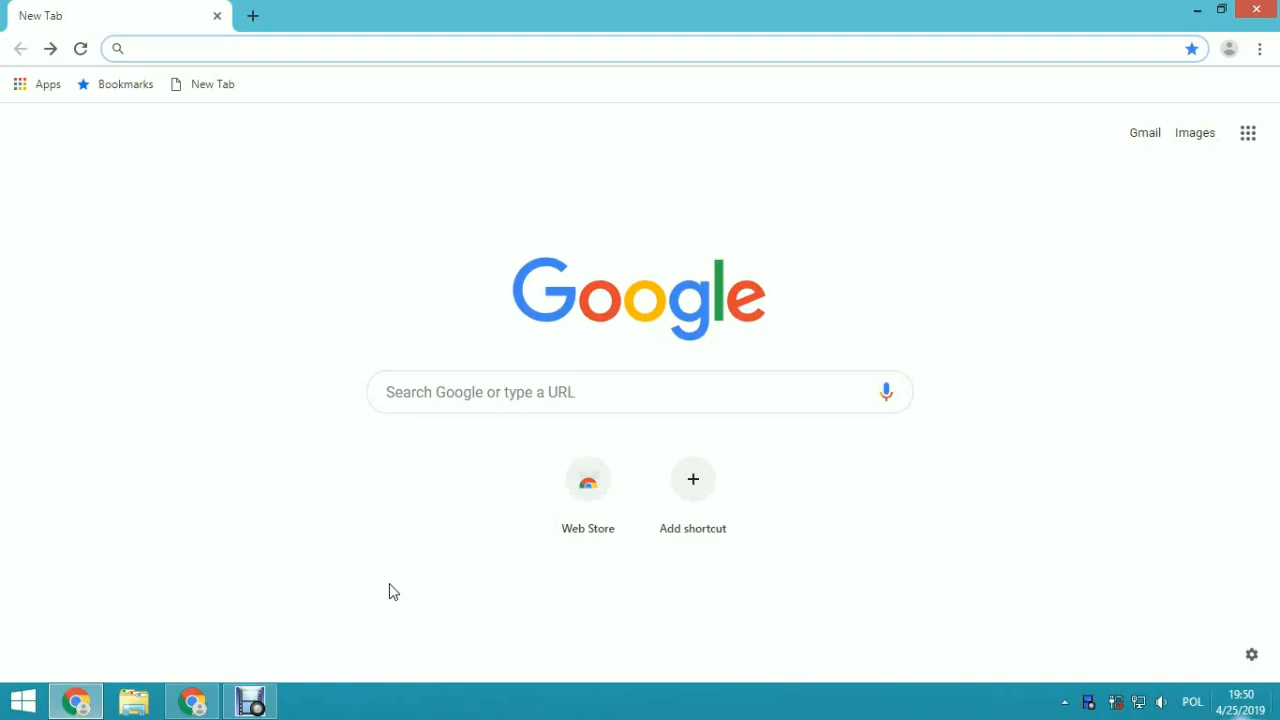 New Tab
Apps Bookmarks New Tab
Gmail Images
Google
Search Google or type a URL
Web Store Add shortcut
POL 19:50
4/25/2019